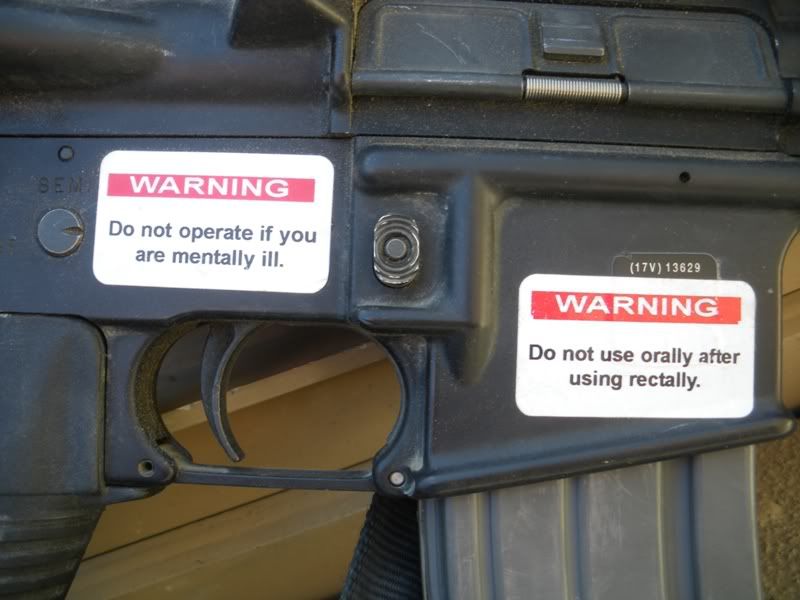 SEMI
WARNING
Do not operate if you
are mentally ill.
(17V) 13629
WARNING
Do not use orally after
using rectally.